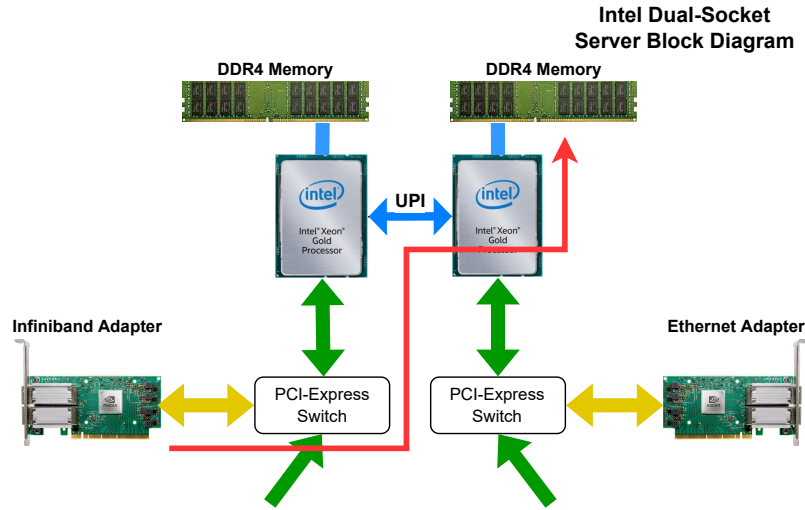 Intel Dual-Socket
Server Block Diagram
DDR4 Memory
DDR4 Memory
intel
Intel® Xeon®
Gold
Processor
UPI
intel
Intel® Xeon®
Gold
Processor
Infiniband Adapter
Ethernet Adapter
PCI-Express
Switch
PCI-Express
Switch